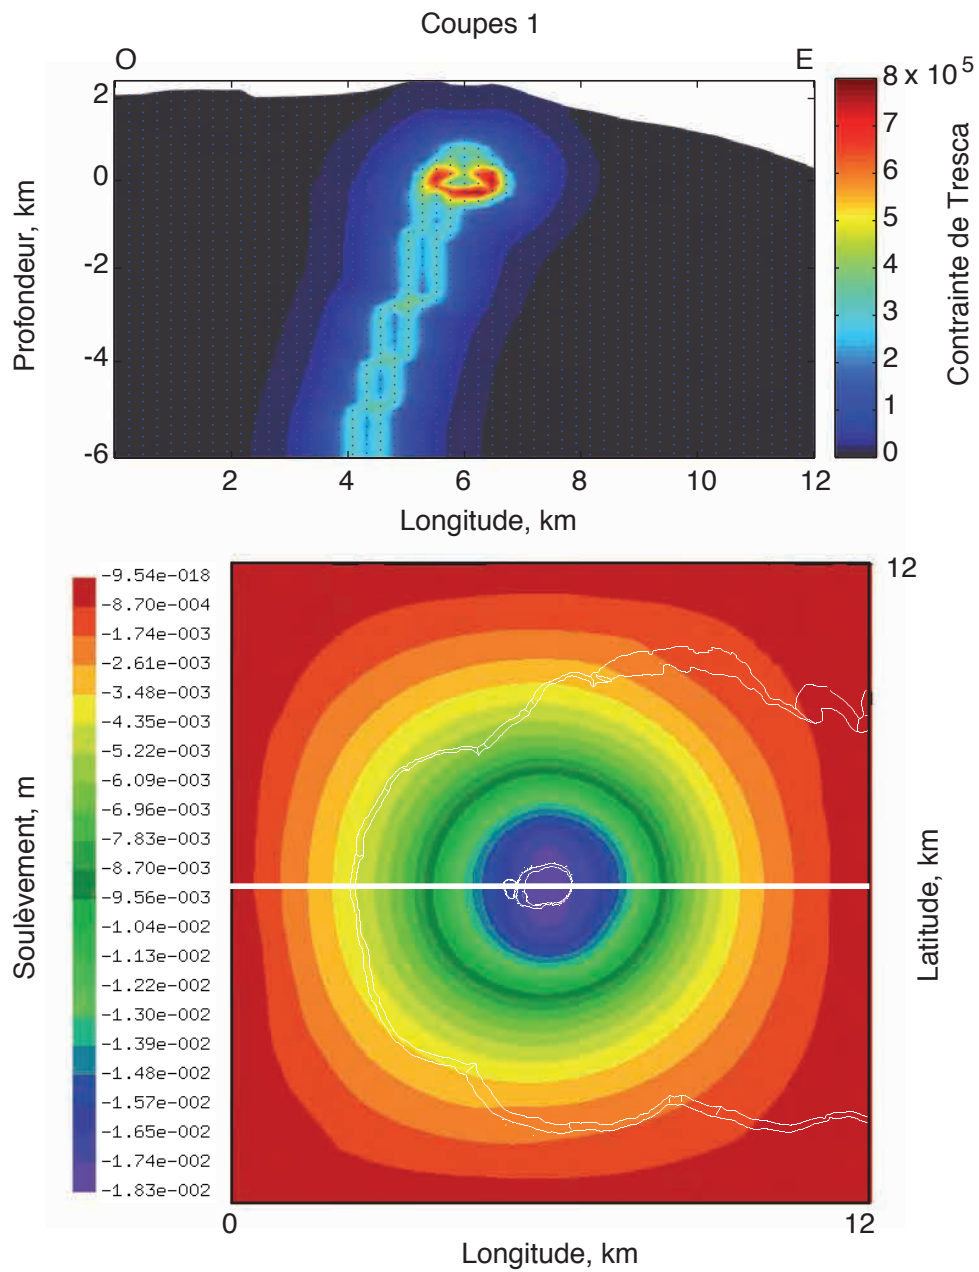 Coupes 1
O E
8 x 10⁵
2
7
6
0
5
-2
4
3
-4
2
1
-6
0
Profondeur, km
Contrainte de Tresca
2 4 6 8 10 12
Longitude, km
12
-9.54e-018
-8.70e-004
-1.74e-003
-2.61e-003
-3.48e-003
-4.35e-003
-5.22e-003
-6.09e-003
-6.96e-003
-7.83e-003
-8.70e-003
-9.56e-003
-1.04e-002
-1.13e-002
-1.22e-002
-1.30e-002
-1.39e-002
-1.48e-002
-1.57e-002
-1.65e-002
-1.74e-002
-1.83e-002
Soulèvement, m
Latitude, km
0 12
Longitude, km